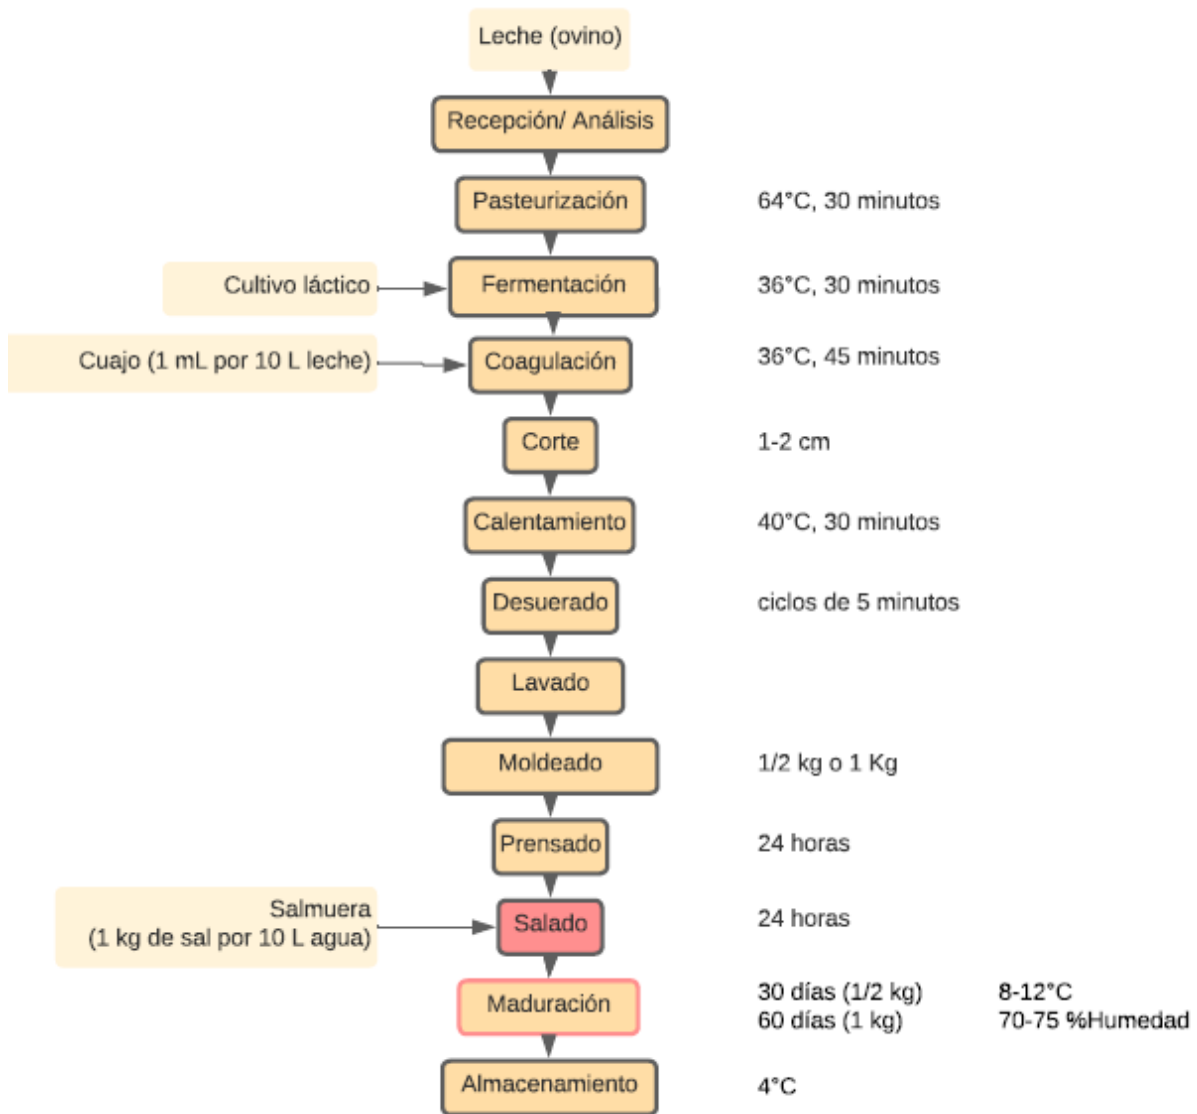 Leche (ovino)
Recepción/ Análisis
Pasteurización
64°C, 30 minutos
Cultivo láctico
Fermentación
36°C, 30 minutos
Cuajo (1 mL por 10 L leche)
Coagulación
36°C, 45 minutos
Corte
1-2 cm
Calentamiento
40°C, 30 minutos
Desuerado
ciclos de 5 minutos
Lavado
Moldeado
1/2 kg o 1 Kg
Prensado
24 horas
Salmuera
(1 kg de sal por 10 L agua)
Salado
24 horas
Maduración
30 días (1/2 kg) 8-12°C
60 días (1 kg) 70-75 %Humedad
Almacenamiento
4°C